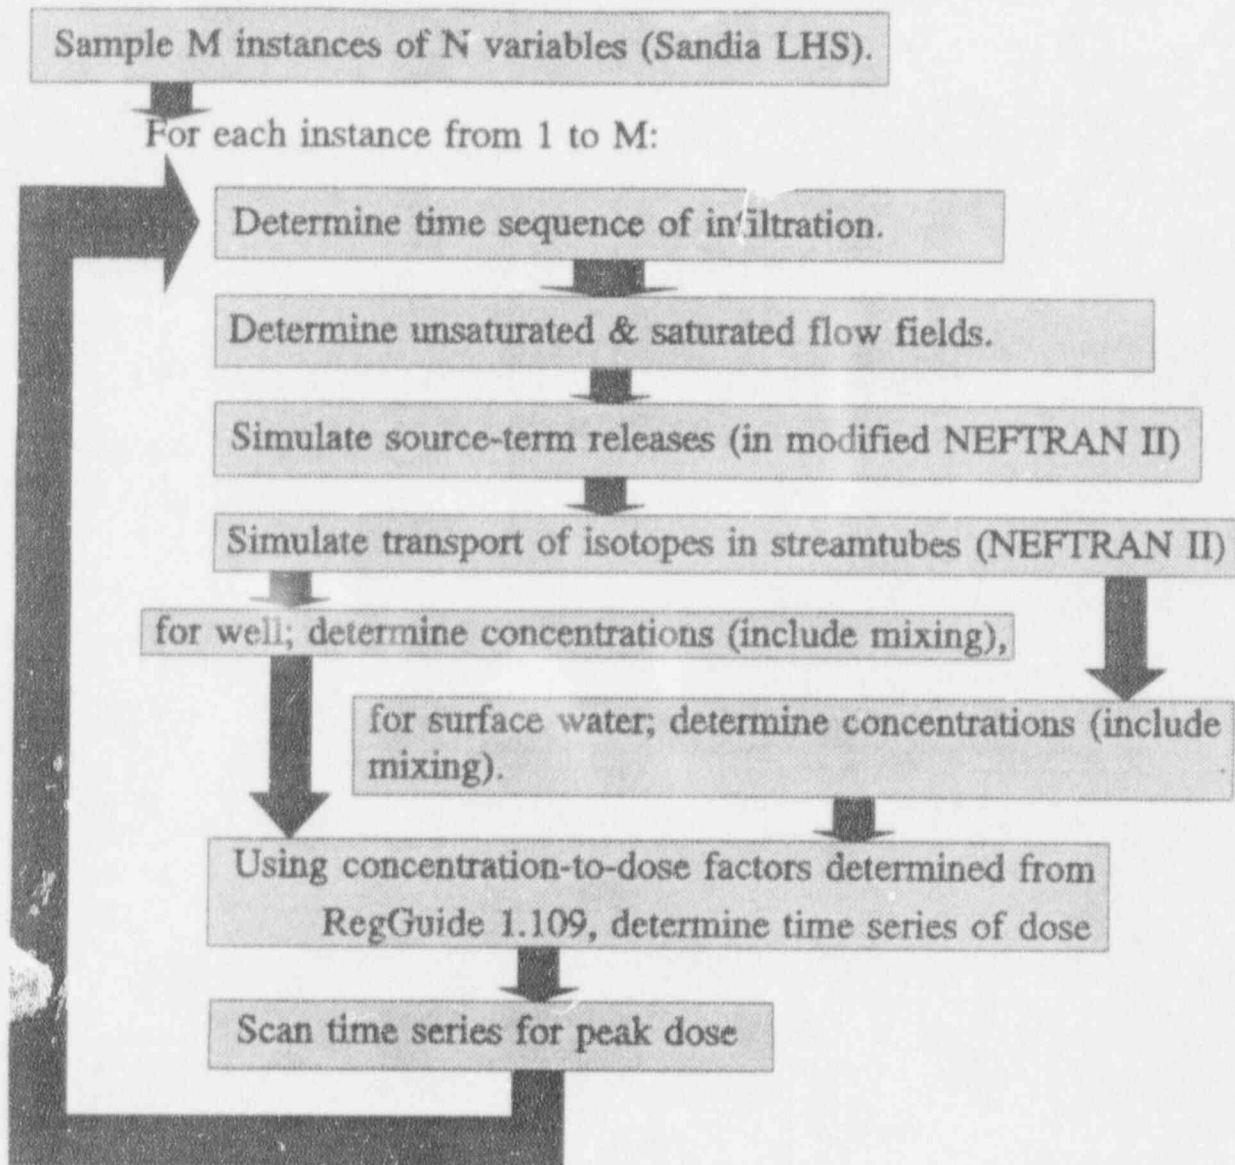 Sample M instances of N variables (Sandia LHS).
For each instance from 1 to M:
Determine time sequence of infiltration.
Determine unsaturated & saturated flow fields.
Simulate source-term releases (in modified NEFTRAN II)
Simulate transport of isotopes in streamtubes (NEFTRAN II)
for well; determine concentrations (include mixing),
for surface water; determine concentrations (include
mixing).
Using concentration-to-dose factors determined from
RegGuide 1.109, determine time series of dose
Scan time series for peak dose